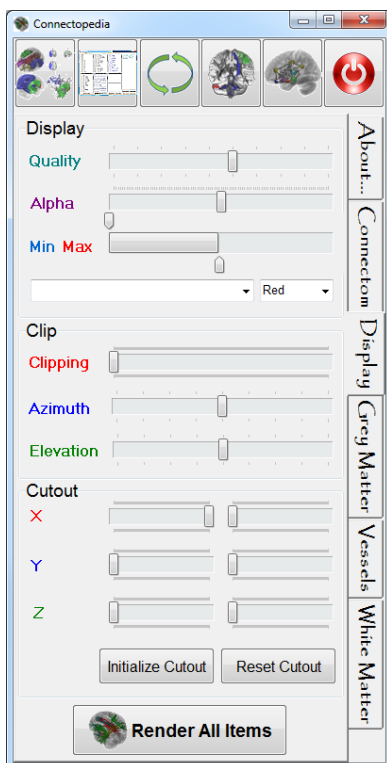 Connectopedia
Display
Quality
Alpha
Min Max
Red
Clip
Clipping
Azimuth
Elevation
Cutout
X
Y
Z
Initialize Cutout
Reset Cutout
Render All Items
About...
Connectom
Display
Grey Matter
Vessels
White Matter